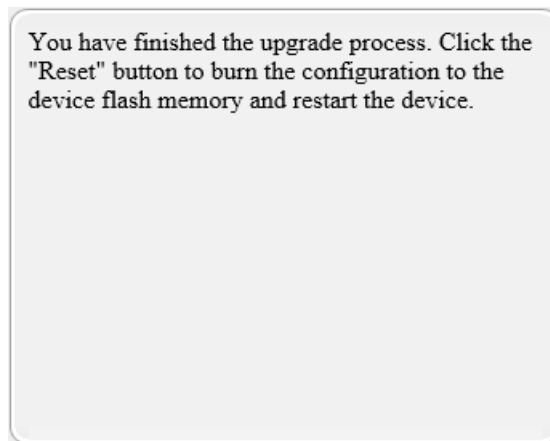 You have finished the upgrade process. Click the
"Reset" button to burn the configuration to the
device flash memory and restart the device.